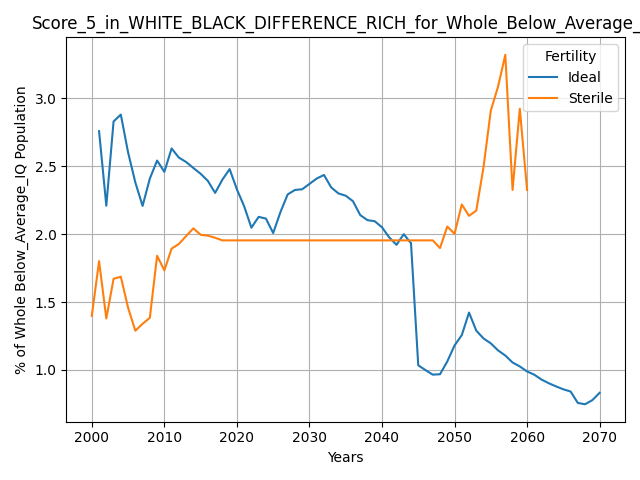 Score_5_in_WHITE_BLACK_DIFFERENCE_RICH_for_Whole_Below_Average_
Fertility
Ideal
Sterile
% of Whole Below_Average_IQ Population
3.0
2.5
2.0
1.5
1.0
2000 2010 2020 2030 2040 2050 2060 2070
Years